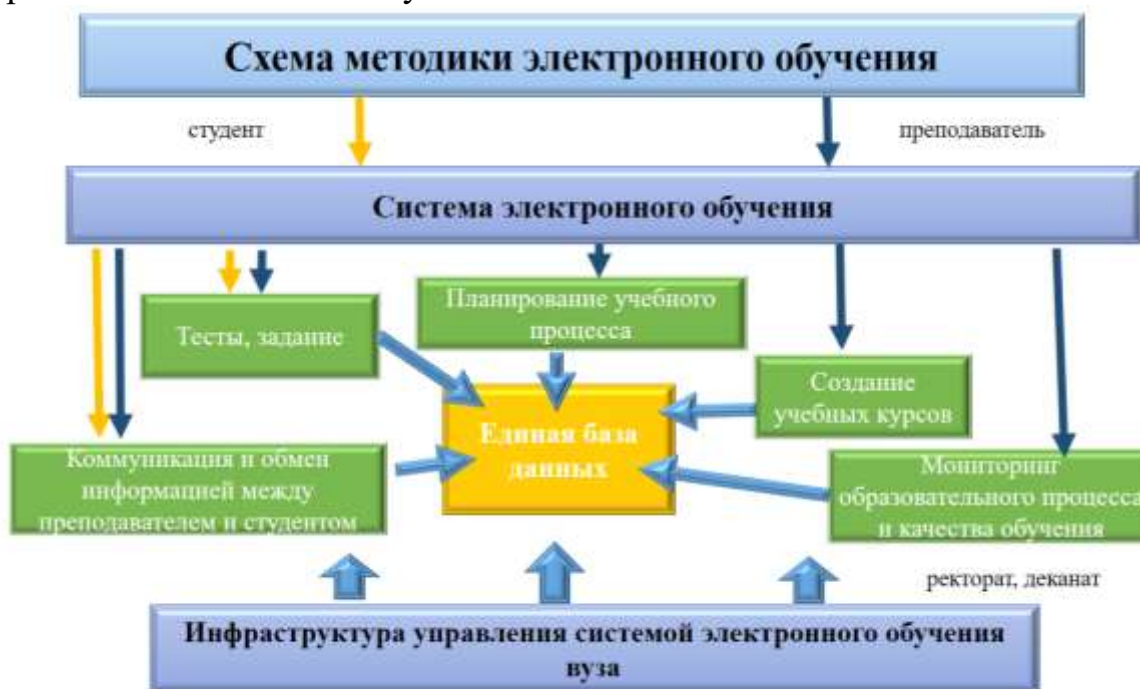 Схема методики электронного обучения
студент
преподаватель
Система электронного обучения
Тесты, задание
Планирование учебного
процесса
Создание
учебных курсов
Единая база
данных
Коммуникация и обмен
информацией между
преподавателем и студентом
Мониторинг
образовательного процесса
и качества обучения
ректорат, деканат
Инфраструктура управления системой электронного обучения
вуза